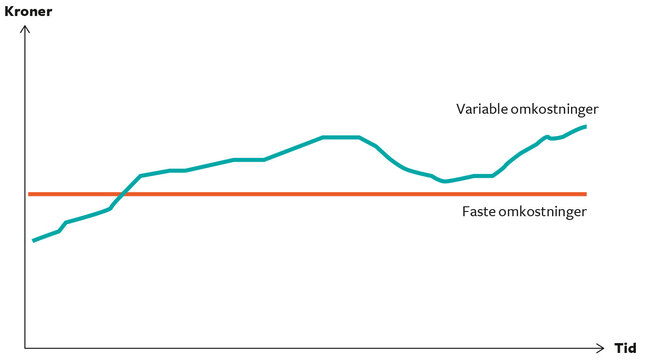 Kroner
Variable omkostninger
Faste omkostninger
Tid